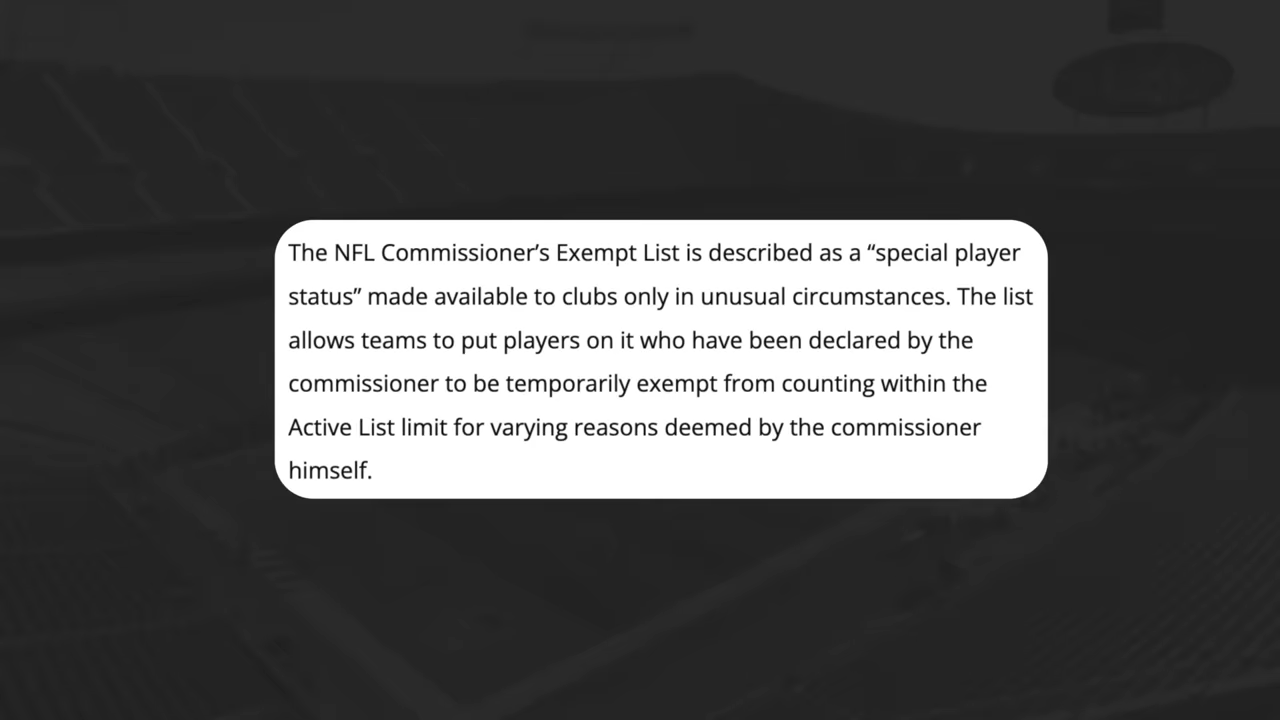 The NFL Commissioner’s Exempt List is described as a “special player
status” made available to clubs only in unusual circumstances. The list
allows teams to put players on it who have been declared by the
commissioner to be temporarily exempt from counting within the
Active List limit for varying reasons deemed by the commissioner
himself.